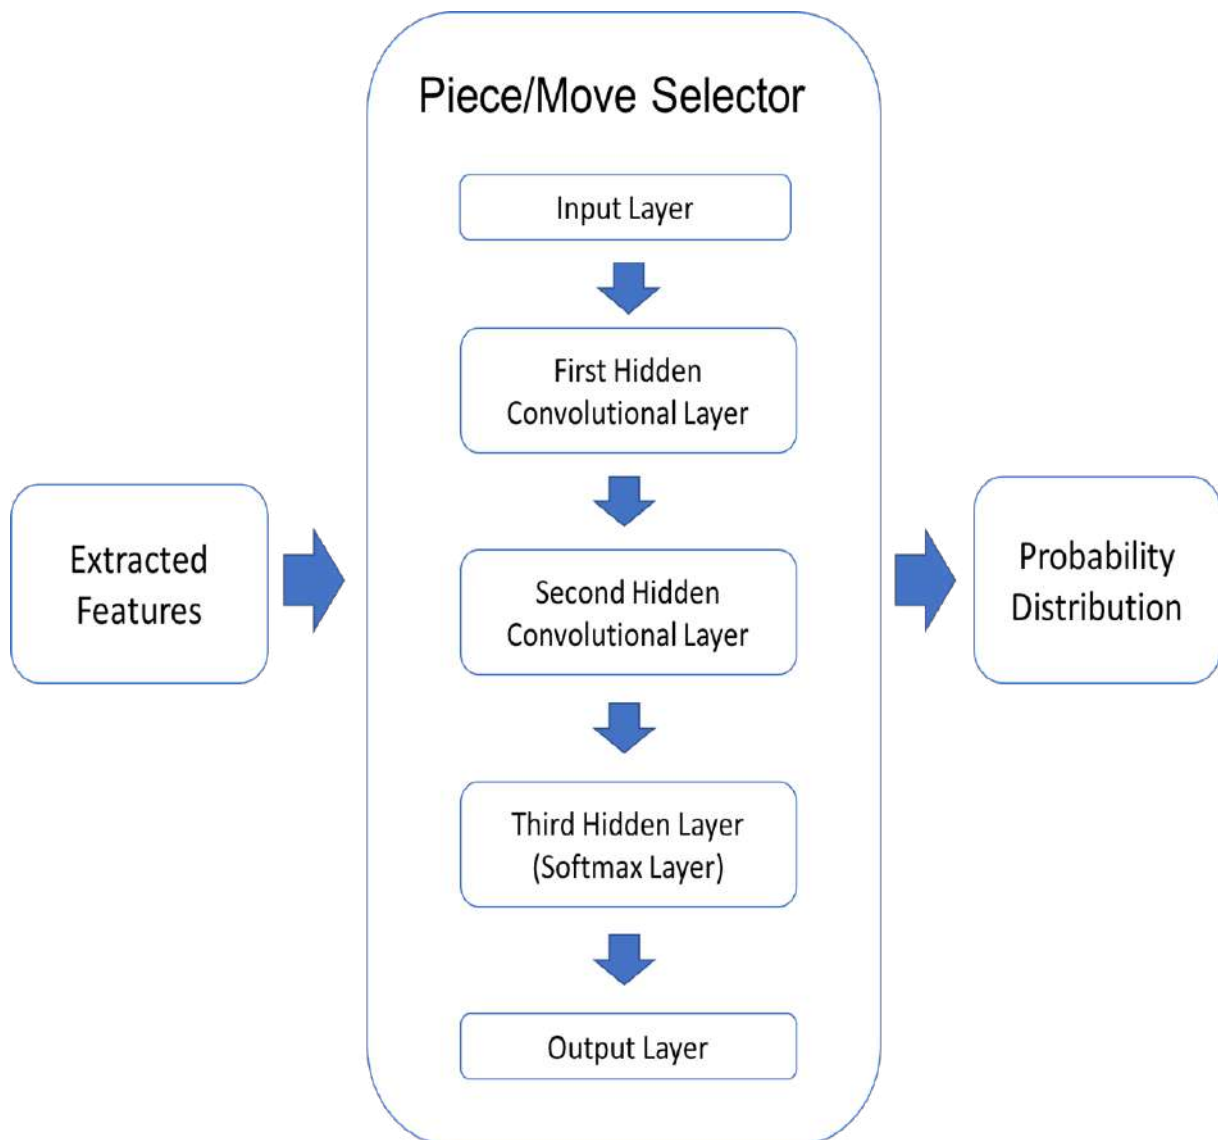 Piece/Move Selector
Input Layer
First Hidden
Convolutional Layer
Extracted
Features
Second Hidden
Convolutional Layer
Probability
Distribution
Third Hidden Layer
(Softmax Layer)
Output Layer